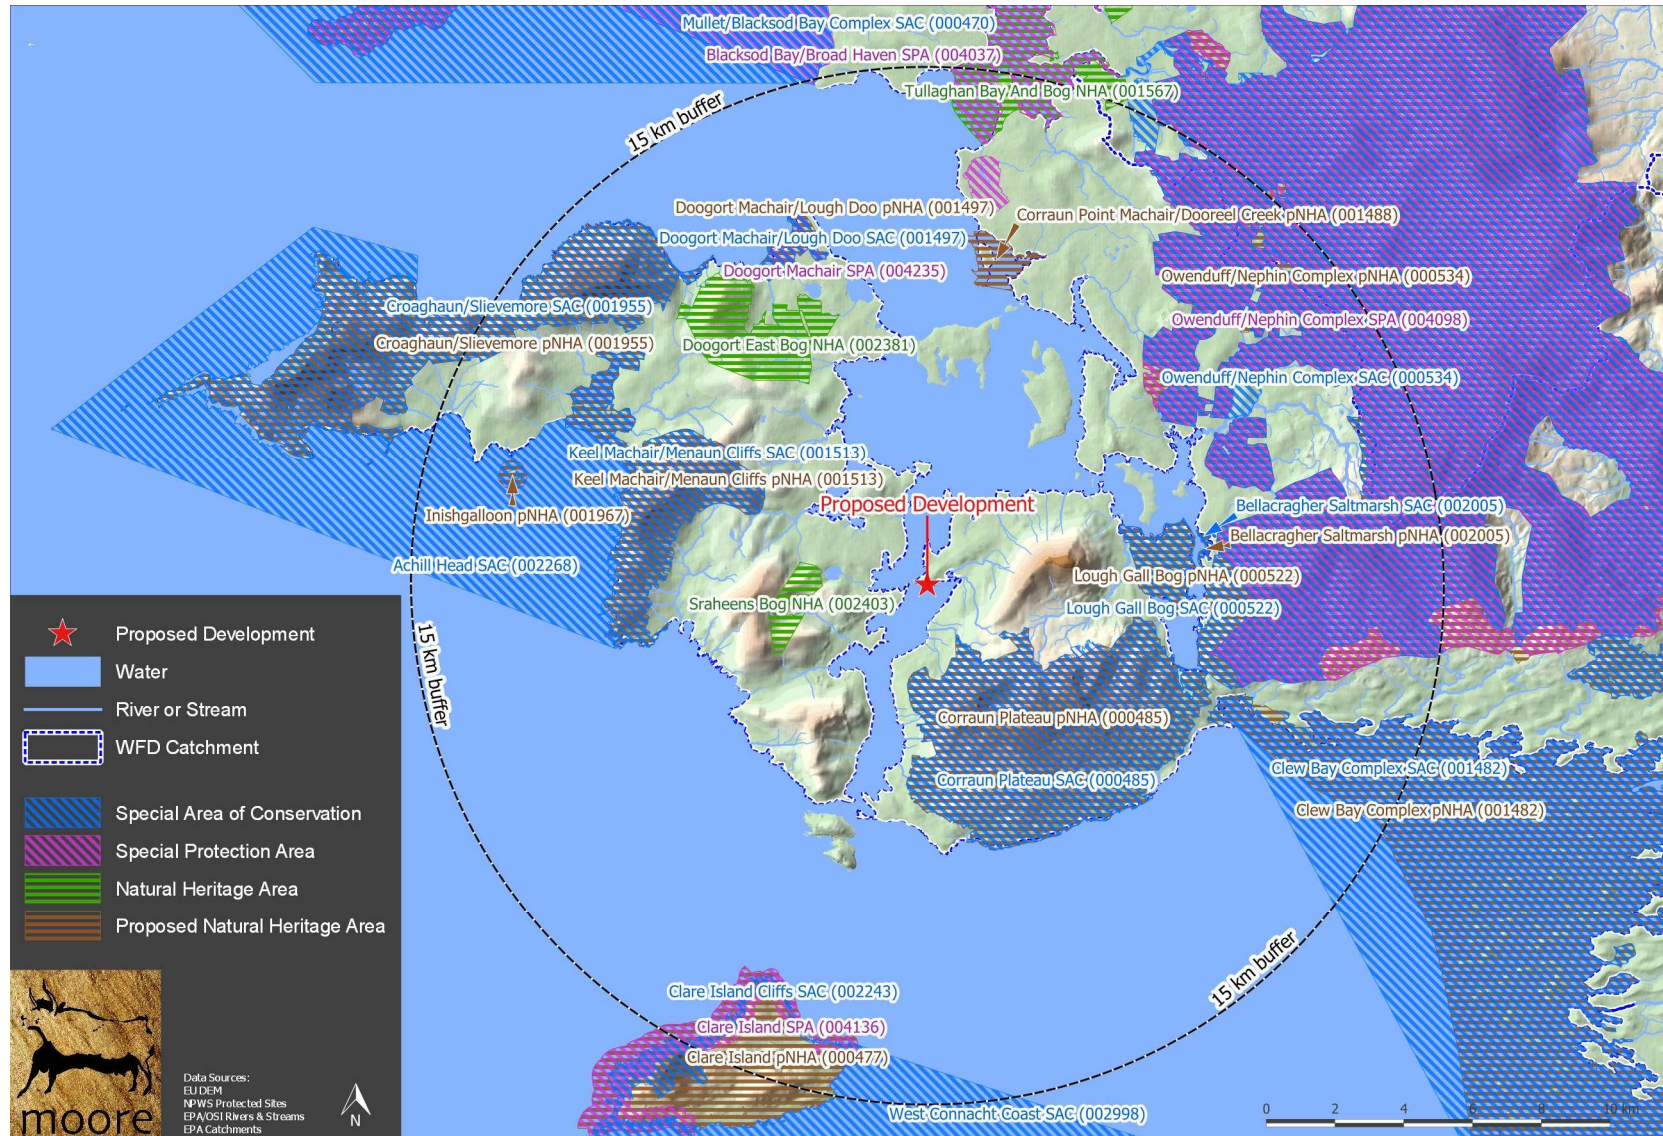 Mullet/Blacksod Bay Complex SAC (000470)
Blacksod Bay/Broad Haven SPA (004037)
Tullaghan Bay And Bog NHA (001567)
15 km buffer
Doogort Machair/Lough Doo pNHA (001497)
Corraun Point Machair/Dooreel Creek pNHA (001488)
Doogort Machair/Lough Doo SAC (001497)
Doogort Machair SPA (004235)
Owenduff/Nephin Complex pNHA (000534)
Croaghaun/Slievemore SAC (001955)
Owenduff/Nephin Complex SPA (004098)
Croaghaun/Slievemore pNHA (001955)
Doogort East Bog NHA (002381)
Owenduff/Nephin Complex SAC (000534)
Keel Machair/Menaun Cliffs SAC (001513)
Keel Machair/Menaun Cliffs pNHA (001513)
Proposed Development
Bellacragher Saltmarsh SAC (002005)
Inishgalloon pNHA (001967)
Bellacragher Saltmarsh pNHA (002005)
Achill Head SAC (002268)
Lough Gall Bog pNHA (000522)
Sraheens Bog NHA (002403)
Lough Gall Bog SAC (000522)
15 km buffer
Corraun Plateau pNHA (000485)
Clew Bay Complex SAC (001482)
Corraun Plateau SAC (000485)
Clew Bay Complex pNHA (001482)
15 km buffer
Clare Island Cliffs SAC (002243)
Clare Island SPA (004136)
Clare Island pNHA (000477)
West Connacht Coast SAC (002998)
Proposed Development
Water
River or Stream
WFD Catchment
Special Area of Conservation
Special Protection Area
Natural Heritage Area
Proposed Natural Heritage Area
moore
Data Sources:
EU DEM
NPWS Protected Sites
EPA/OSI Rivers & Streams
EPA Catchments
N
0 2 4 6 8 10 km